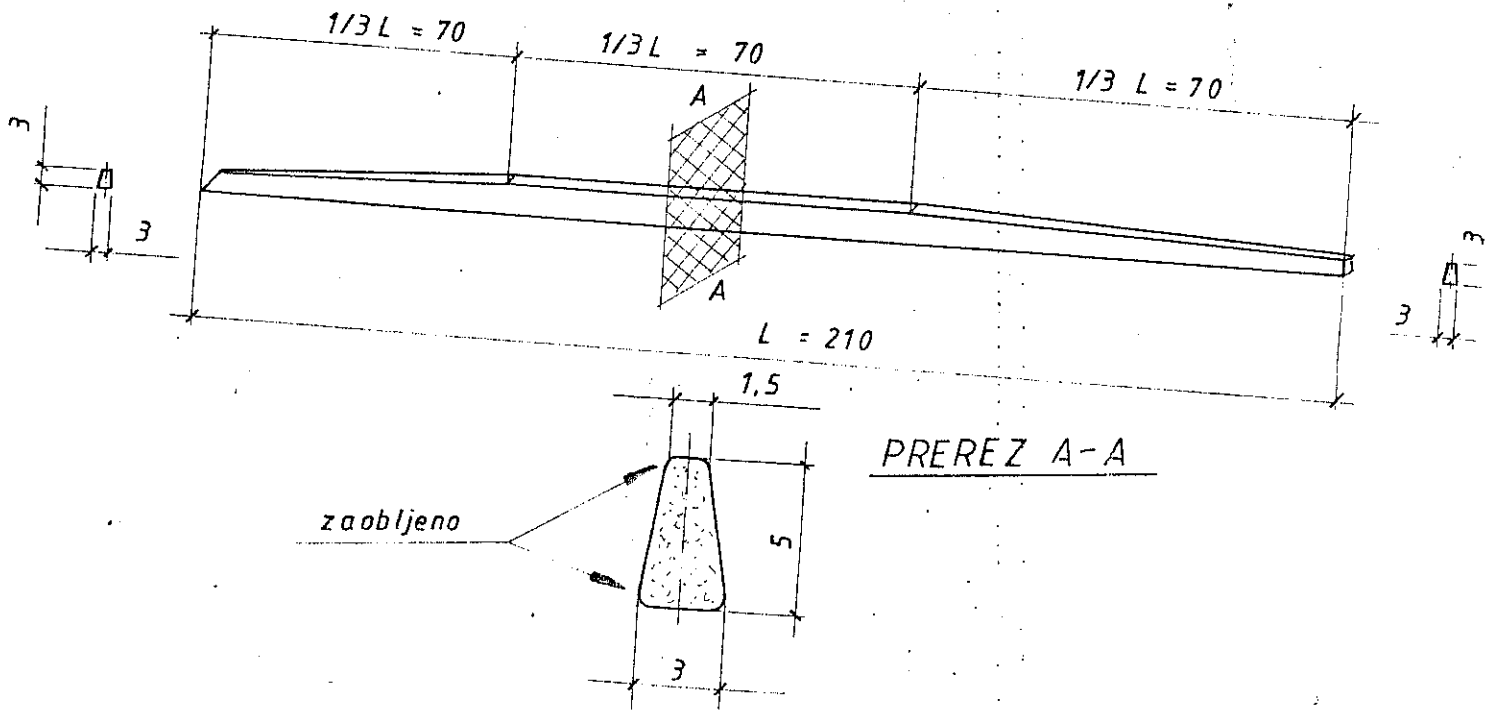 1/3 L = 70
1/3 L = 70
1/3 L = 70
3
3
A
A
3
3
L = 210
1,5
PREREZ A-A
zaobljeno
5
3